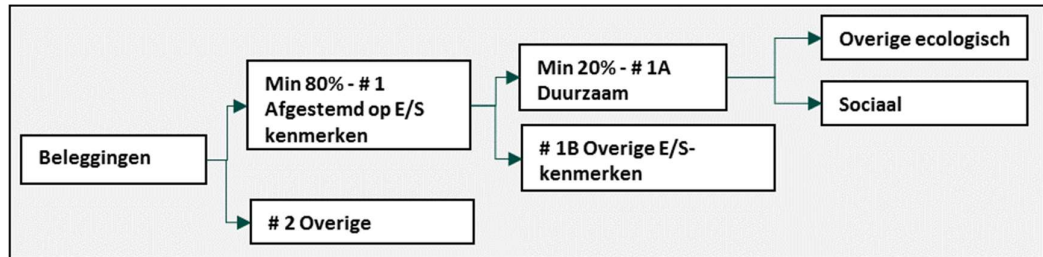 Beleggingen
Min 80% - # 1
Afgestemd op E/S
kenmerken
# 2 Overige
Min 20% - # 1A
Duurzaam
# 1B Overige E/S-
kenmerken
Overige ecologisch
Sociaal